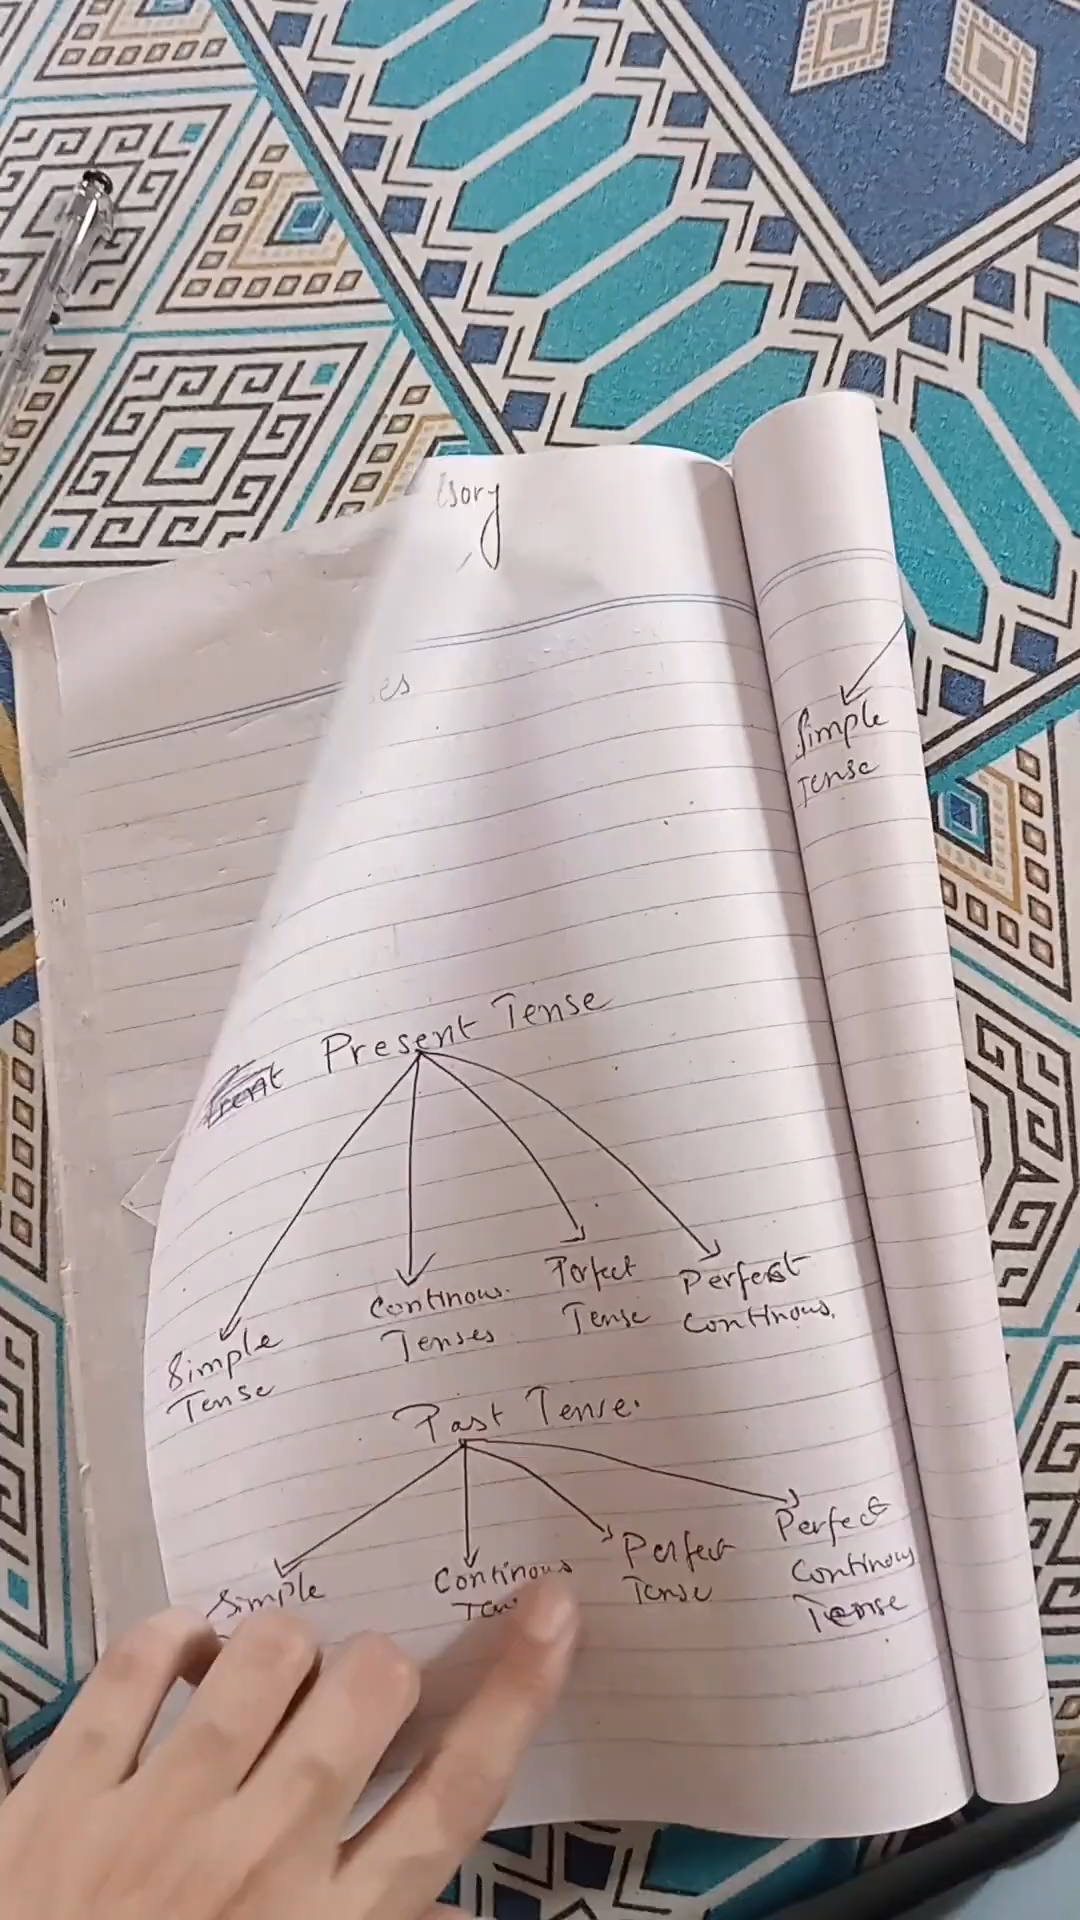 Present Tense
Simple
Tense
Continous
Tenses
Perfect
Tense
Perfect
Continous
Past Tense.
Simple
Continous
Perfect
Tense
Perfect
Continous
Tense
Simple
Tense